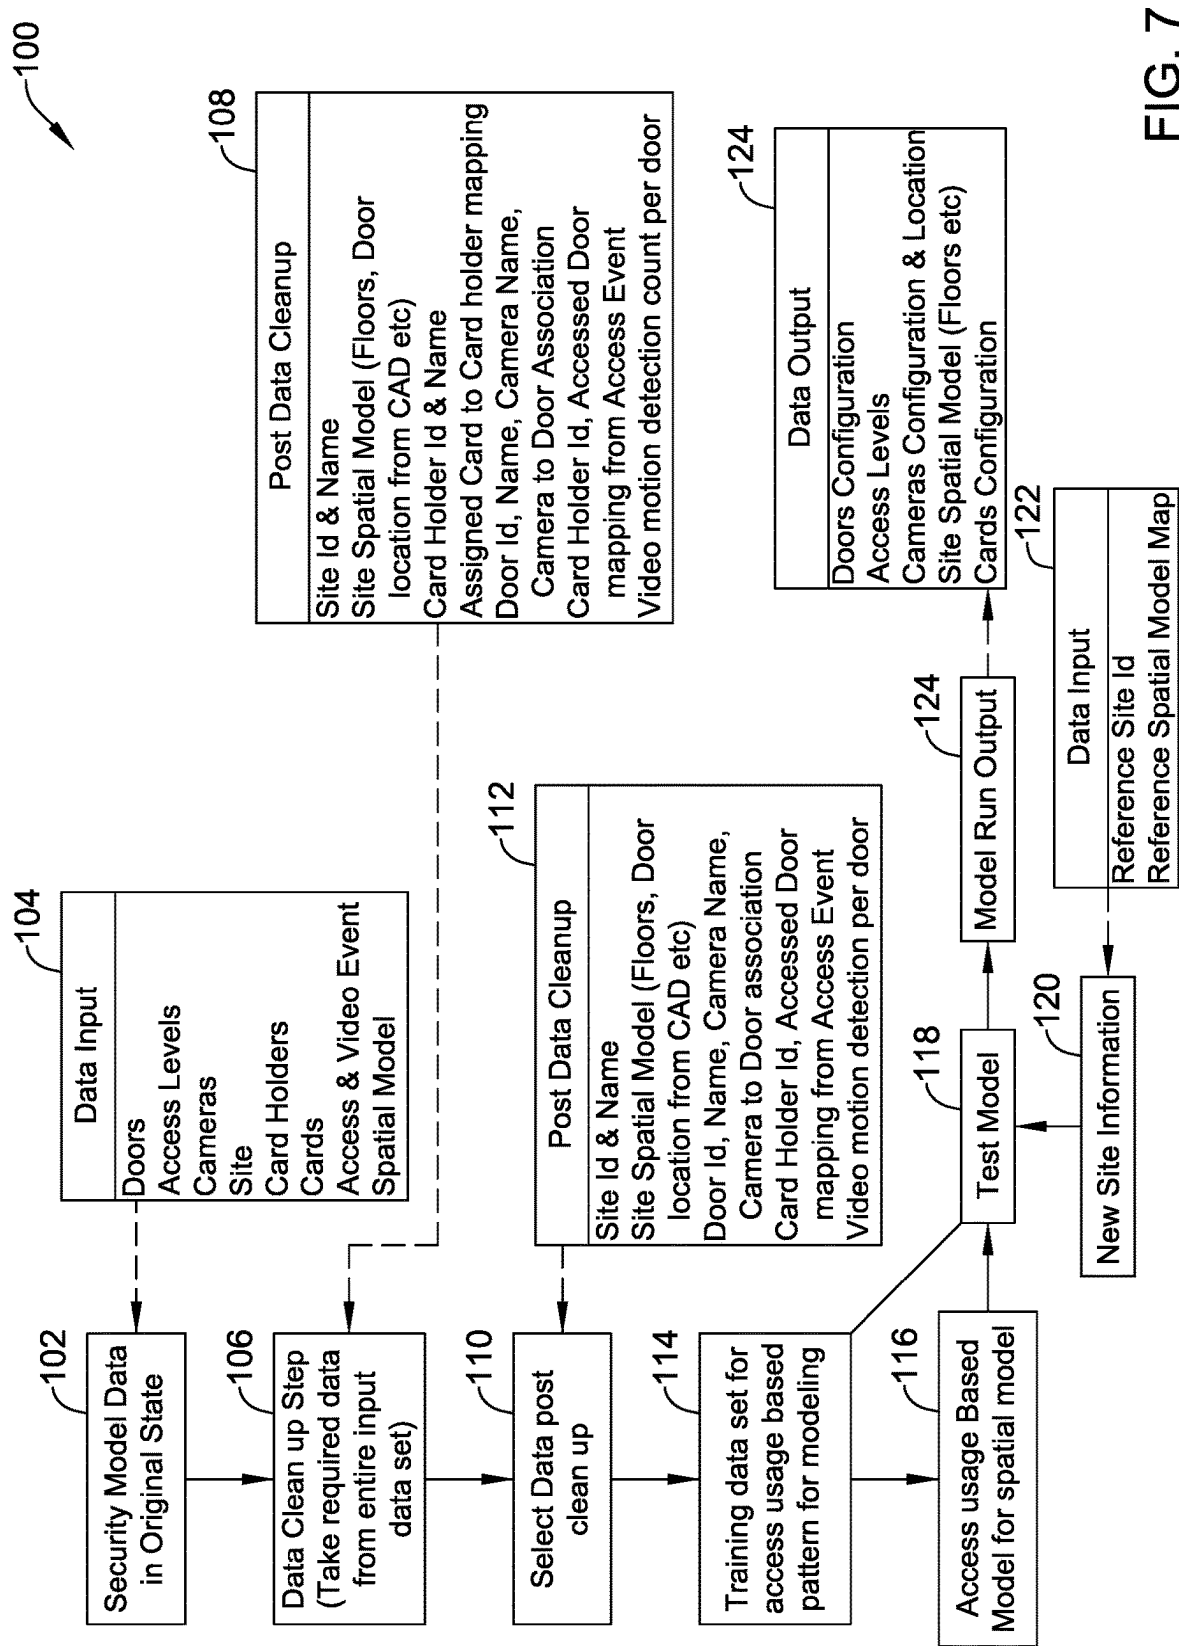 100
102
Security Model Data
in Original State
104
Data Input
Doors
Access Levels
Cameras
Site
Card Holders
Cards
Access & Video Event
Spatial Model
106
Data Clean up Step
(Take required data
from entire input
data set)
108
Post Data Cleanup
Site Id & Name
Site Spatial Model (Floors, Door
location from CAD etc)
Card Holder Id & Name
Assigned Card to Card holder mapping
Door Id, Name, Camera Name,
Camera to Door Association
Card Holder Id, Accessed Door
mapping from Access Event
Video motion detection count per door
110
Select Data post
clean up
112
Post Data Cleanup
Site Id & Name
Site Spatial Model (Floors, Door
location from CAD etc)
Door Id, Name, Camera Name,
Camera to Door association
Card Holder Id, Accessed Door
mapping from Access Event
Video motion detection per door
114
Training data set for
access usage based
pattern for modeling
116
Access usage Based
Model for spatial model
118
Test Model
120
New Site Information
122
Data Input
Reference Site Id
Reference Spatial Model Map
124
Model Run Output
124
Data Output
Doors Configuration
Access Levels
Cameras Configuration & Location
Site Spatial Model (Floors etc)
Cards Configuration
FIG. 7